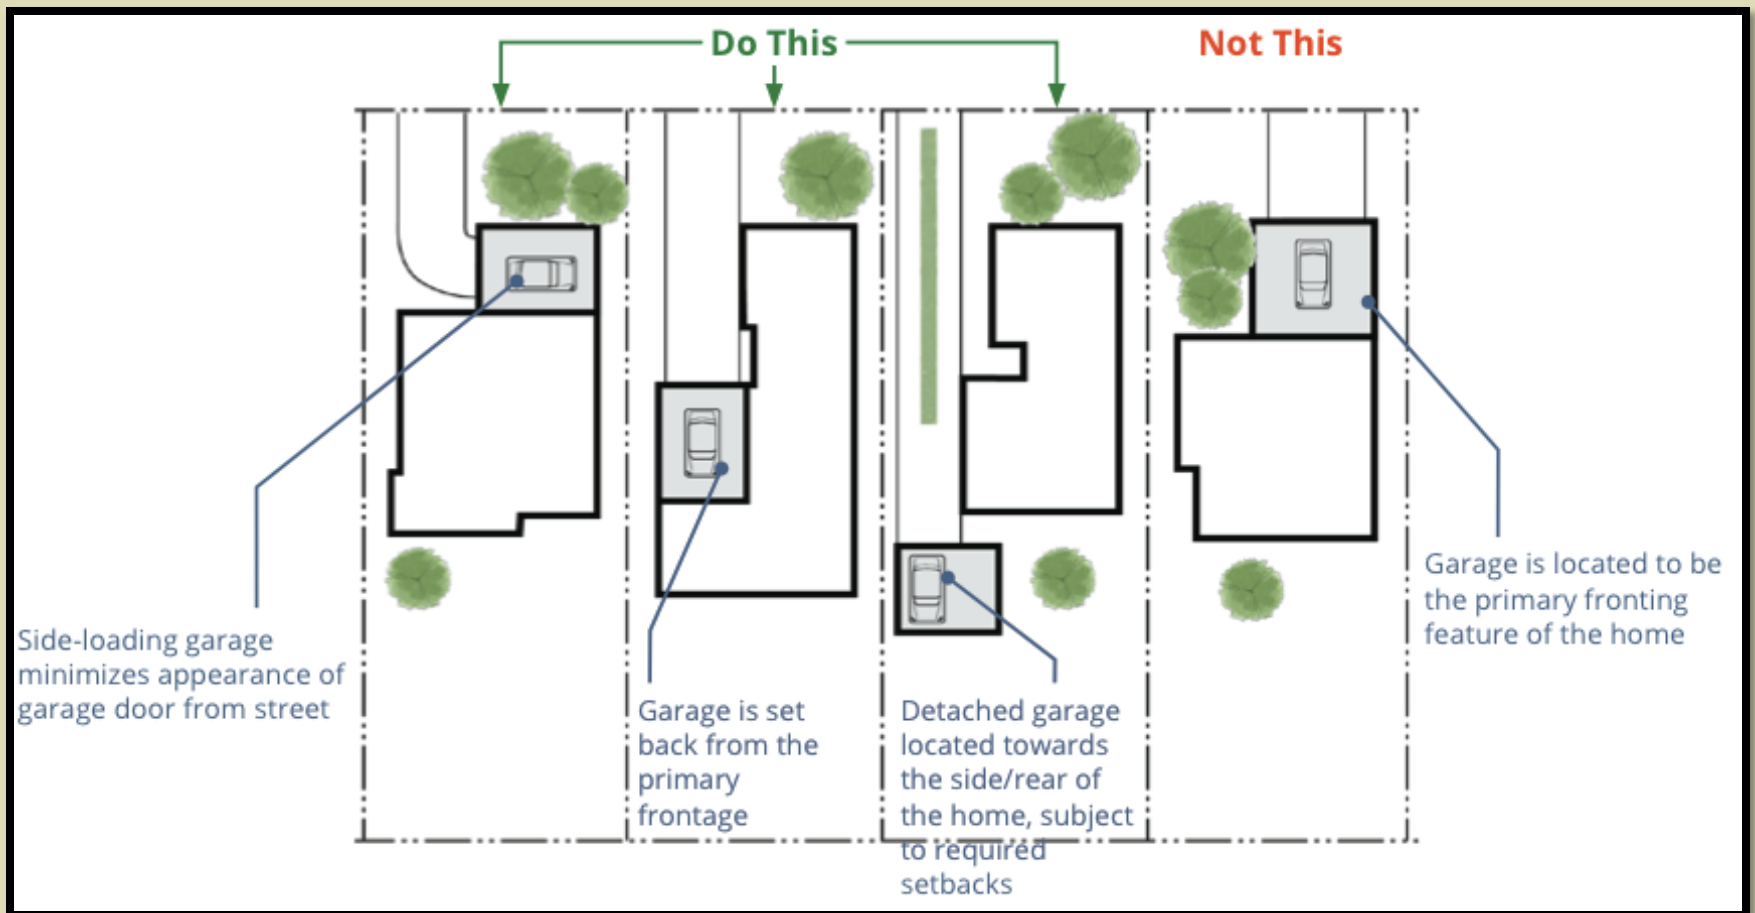 Do This
Not This
Side-loading garage
minimizes appearance of
garage door from street
Garage is set
back from the
primary
frontage
Detached garage
located towards
the side/rear of
the home, subject
to required
setbacks
Garage is located to be
the primary fronting
feature of the home